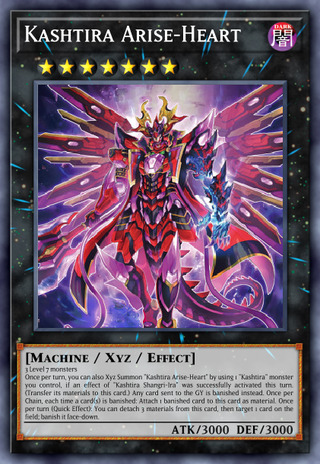 Kashtira Arise-Heart
DARK
闇
[Machine / Xyz / Effect]
3 Level 7 monsters
Once per turn, you can also Xyz Summon "Kashtira Arise-Heart" by using 1 "Kashtira" monster
you control, if an effect of "Kashtira Shangri-Ira" was successfully activated this turn.
(Transfer its materials to this card.) Any card sent to the GY is banished instead. Once per
Chain, each time a card(s) is banished: Attach 1 banished card to this card as material. Once
per turn (Quick Effect): You can detach 3 materials from this card, then target 1 card on the
field; banish it face-down.
ATK/3000 DEF/3000